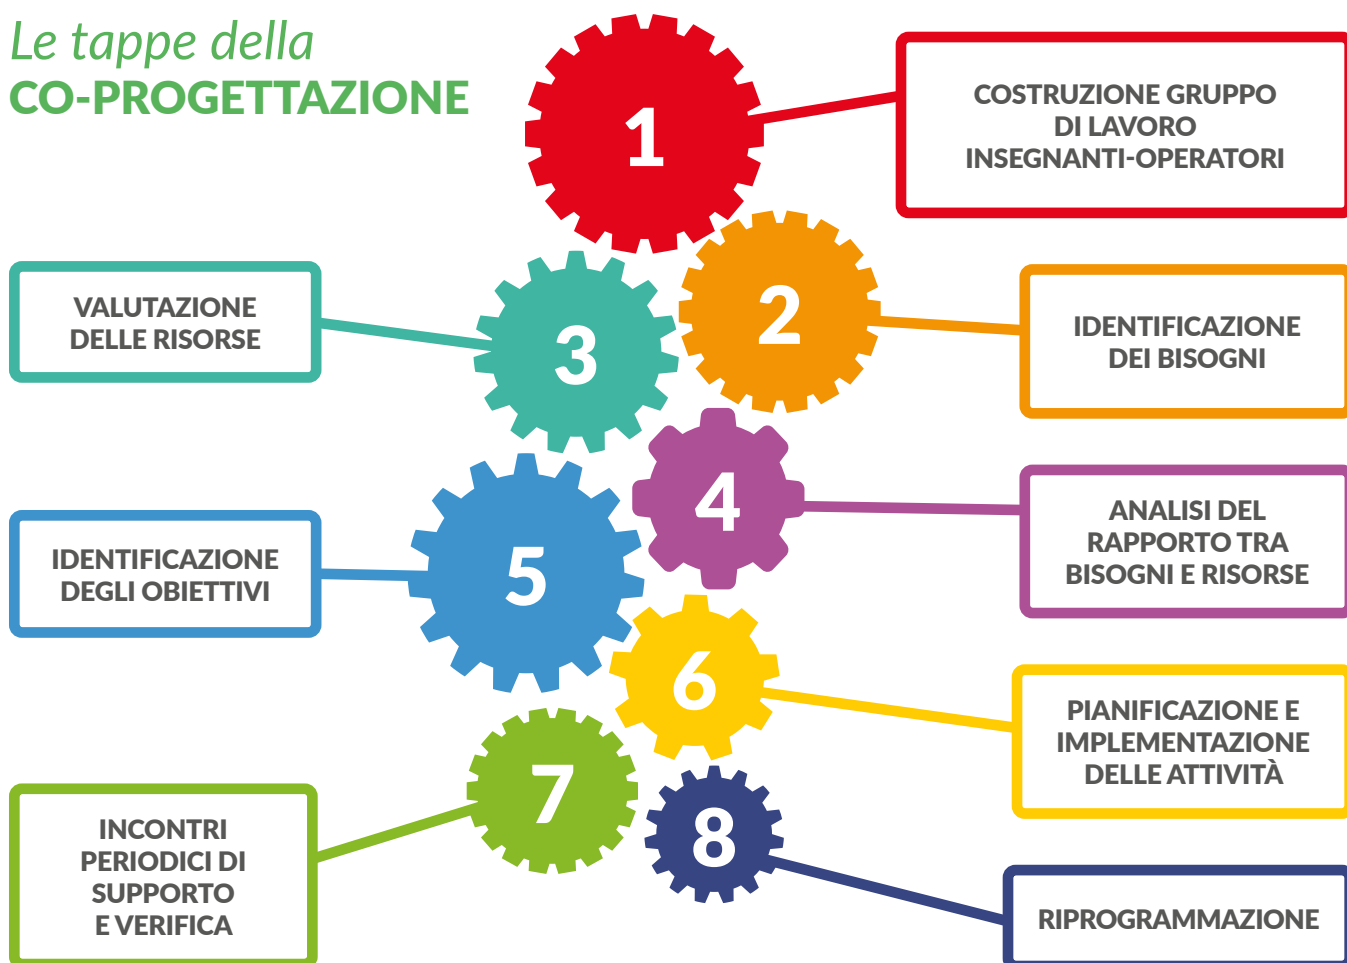 Le tappe della
CO-PROGETTAZIONE
1
COSTRUZIONE GRUPPO
DI LAVORO
INSEGNANTI-OPERATORI
2
IDENTIFICAZIONE
DEI BISOGNI
3
VALUTAZIONE
DELLE RISORSE
4
ANALISI DEL
RAPPORTO TRA
BISOGNI E RISORSE
5
IDENTIFICAZIONE
DEGLI OBIETTIVI
6
PIANIFICAZIONE E
IMPLEMENTAZIONE
DELLE ATTIVITÀ
7
INCONTRI
PERIODICI DI
SUPPORTO
E VERIFICA
8
RIPROGRAMMAZIONE